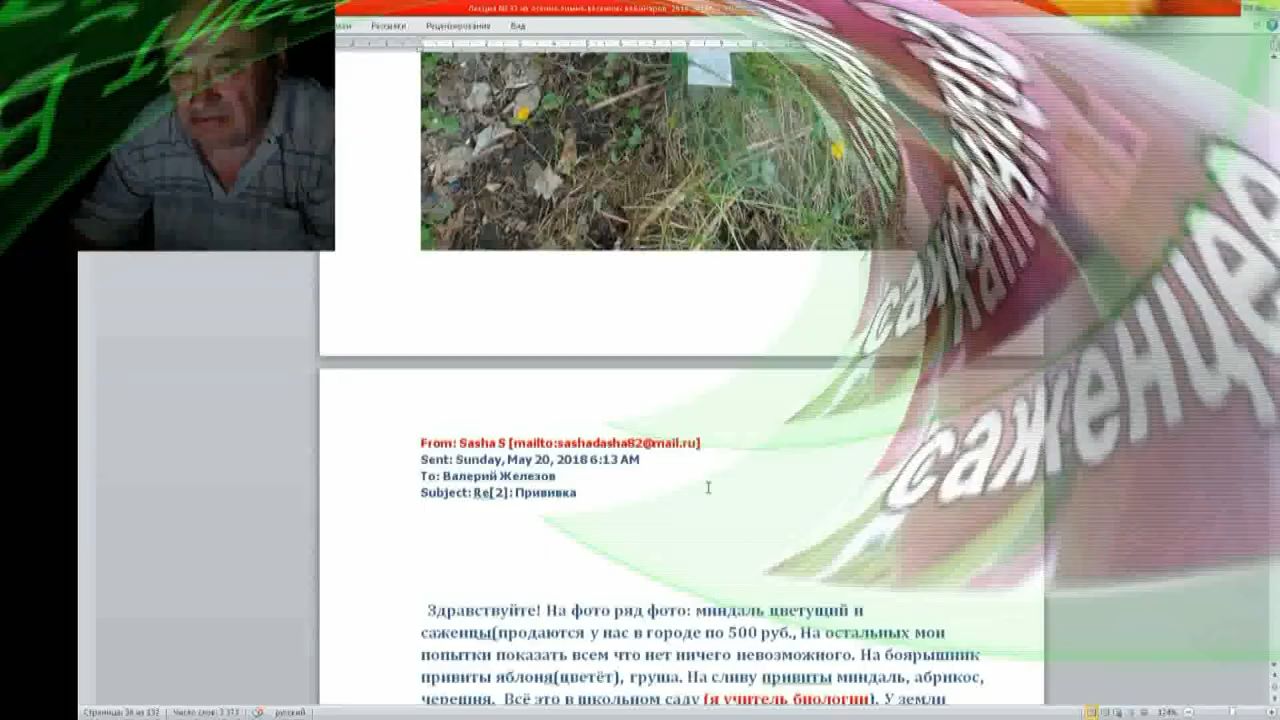 Рассылки Рецензирование Вид
From: Sasha S [mailto:sashadasha82@mail.ru]
Sent: Sunday, May 20, 2018 6:13 AM
To: Валерий Железов
Subject: Re[2]: Прививка
Здравствуйте! На фото ряд фото: миндаль цветущий и
саженцы(продаются у нас в городе по 500 руб., На остальных мои
попытки показать всем что нет ничего невозможного. На боярышник
привиты яблоня(цветёт), груша. На сливу привиты миндаль, абрикос,
черешня. Всё это в школьном саду (я учитель биологии). У земли
саженцев
русский
124%